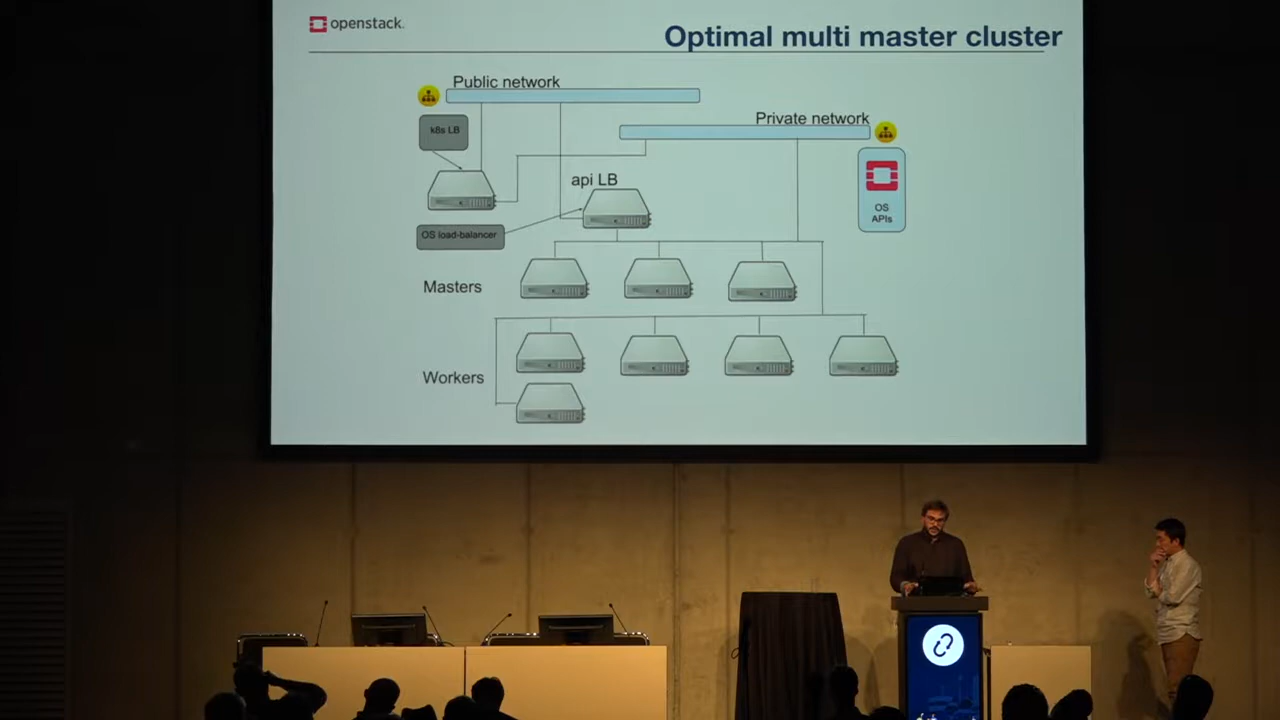 openstack.
Optimal multi master cluster
Public network
Private network
k8s LB
api LB
OS
APIs
OS load-balancer
Masters
Workers